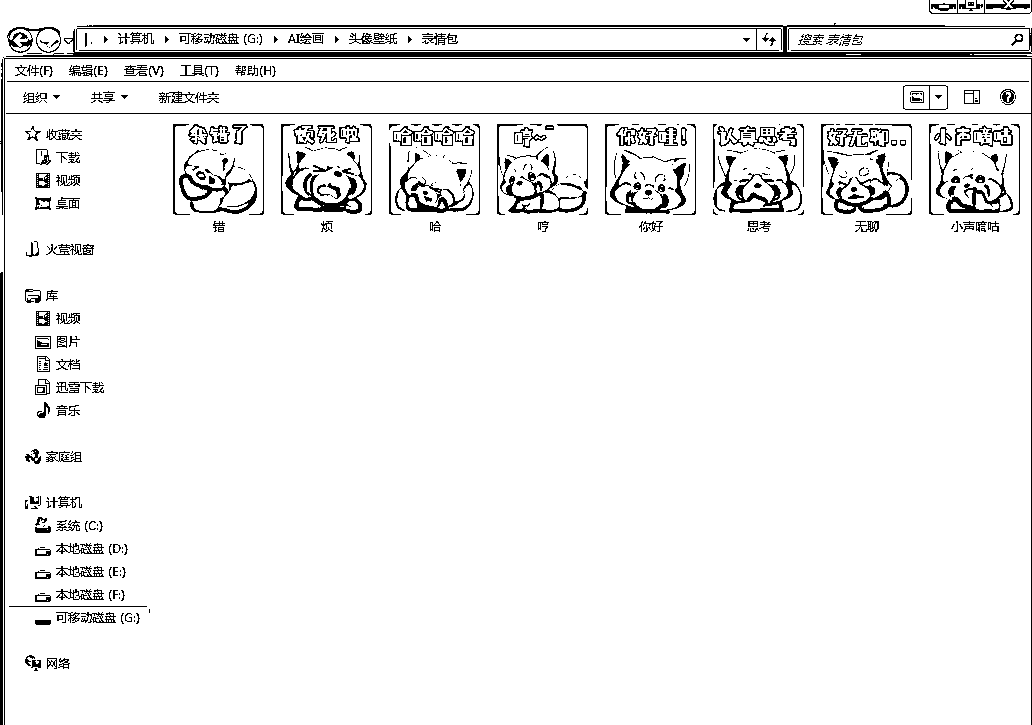 计算机 可移动磁盘 (G:) AI绘画 头像壁纸 表情包
搜索 表情包
文件(F) 编辑(E) 查看(V) 工具(T) 帮助(H)
组织 共享 新建文件夹
收藏夹
下载
视频
桌面
火萤视窗
库
视频
图片
文档
迅雷下载
音乐
家庭组
计算机
系统 (C:)
本地磁盘 (D:)
本地磁盘 (E:)
本地磁盘 (F:)
可移动磁盘 (G:)
网络
我错了 烦死啦 哈哈哈哈 哼~ 你好哇! 认真思考 好无聊.. 小声嘀咕
错 烦 哈 哼 你好 思考 无聊 小声嘀咕